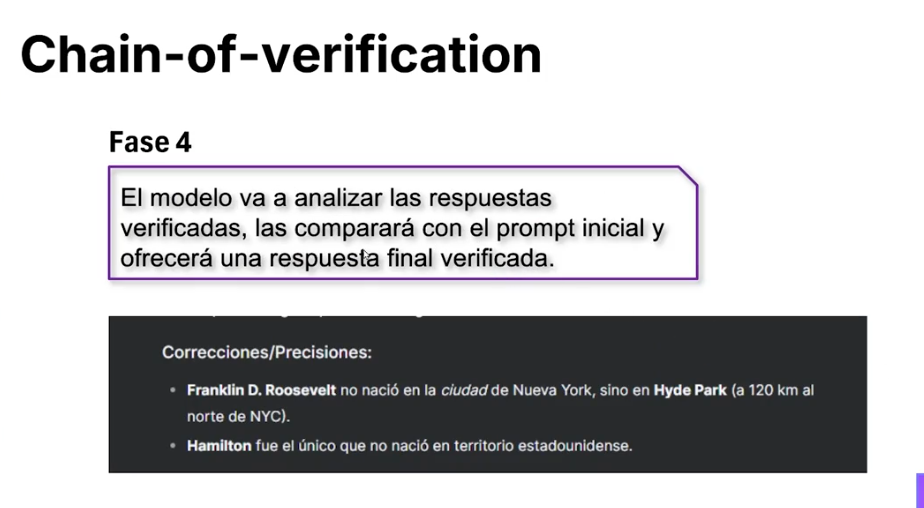 Chain-of-verification
Fase 4
El modelo va a analizar las respuestas
verificadas, las comparará con el prompt inicial y
ofrecerá una respuesta final verificada.
Correcciones/Precisiones:
• Franklin D. Roosevelt no nació en la ciudad de Nueva York, sino en Hyde Park (a 120 km al
norte de NYC).
• Hamilton fue el único que no nació en territorio estadounidense.